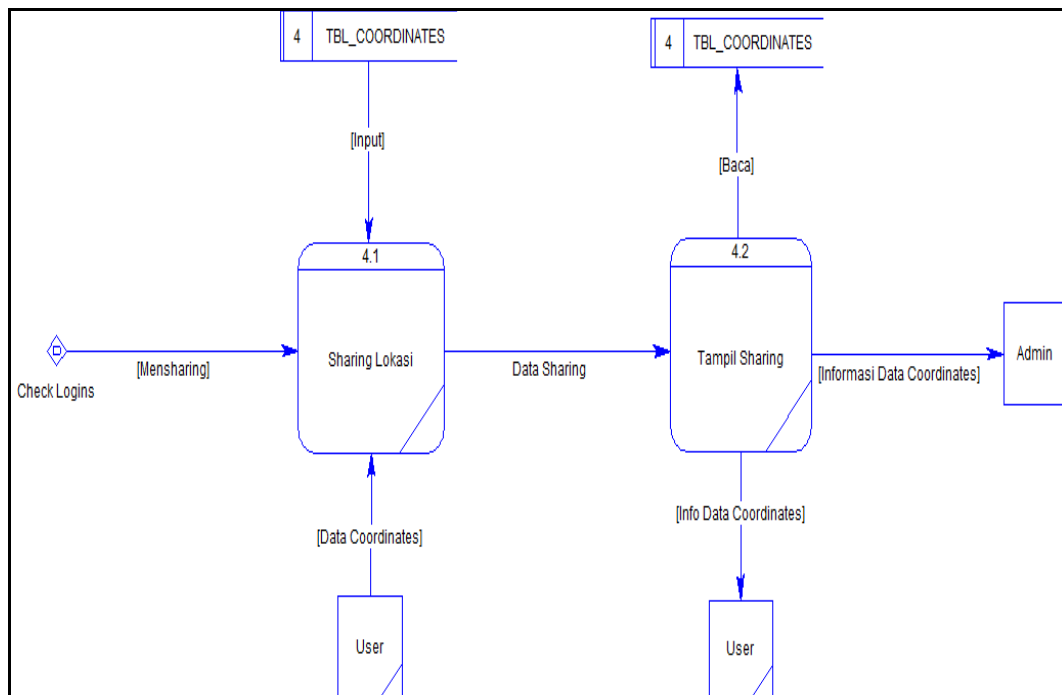 4 TBL_COORDINATES
4 TBL_COORDINATES
[Input]
[Baca]
4.1
4.2
Sharing Lokasi
Tampil Sharing
Admin
[Mensharing]
Data Sharing
[Informasi Data Coordinates]
Check Logins
[Data Coordinates]
[Info Data Coordinates]
User
User